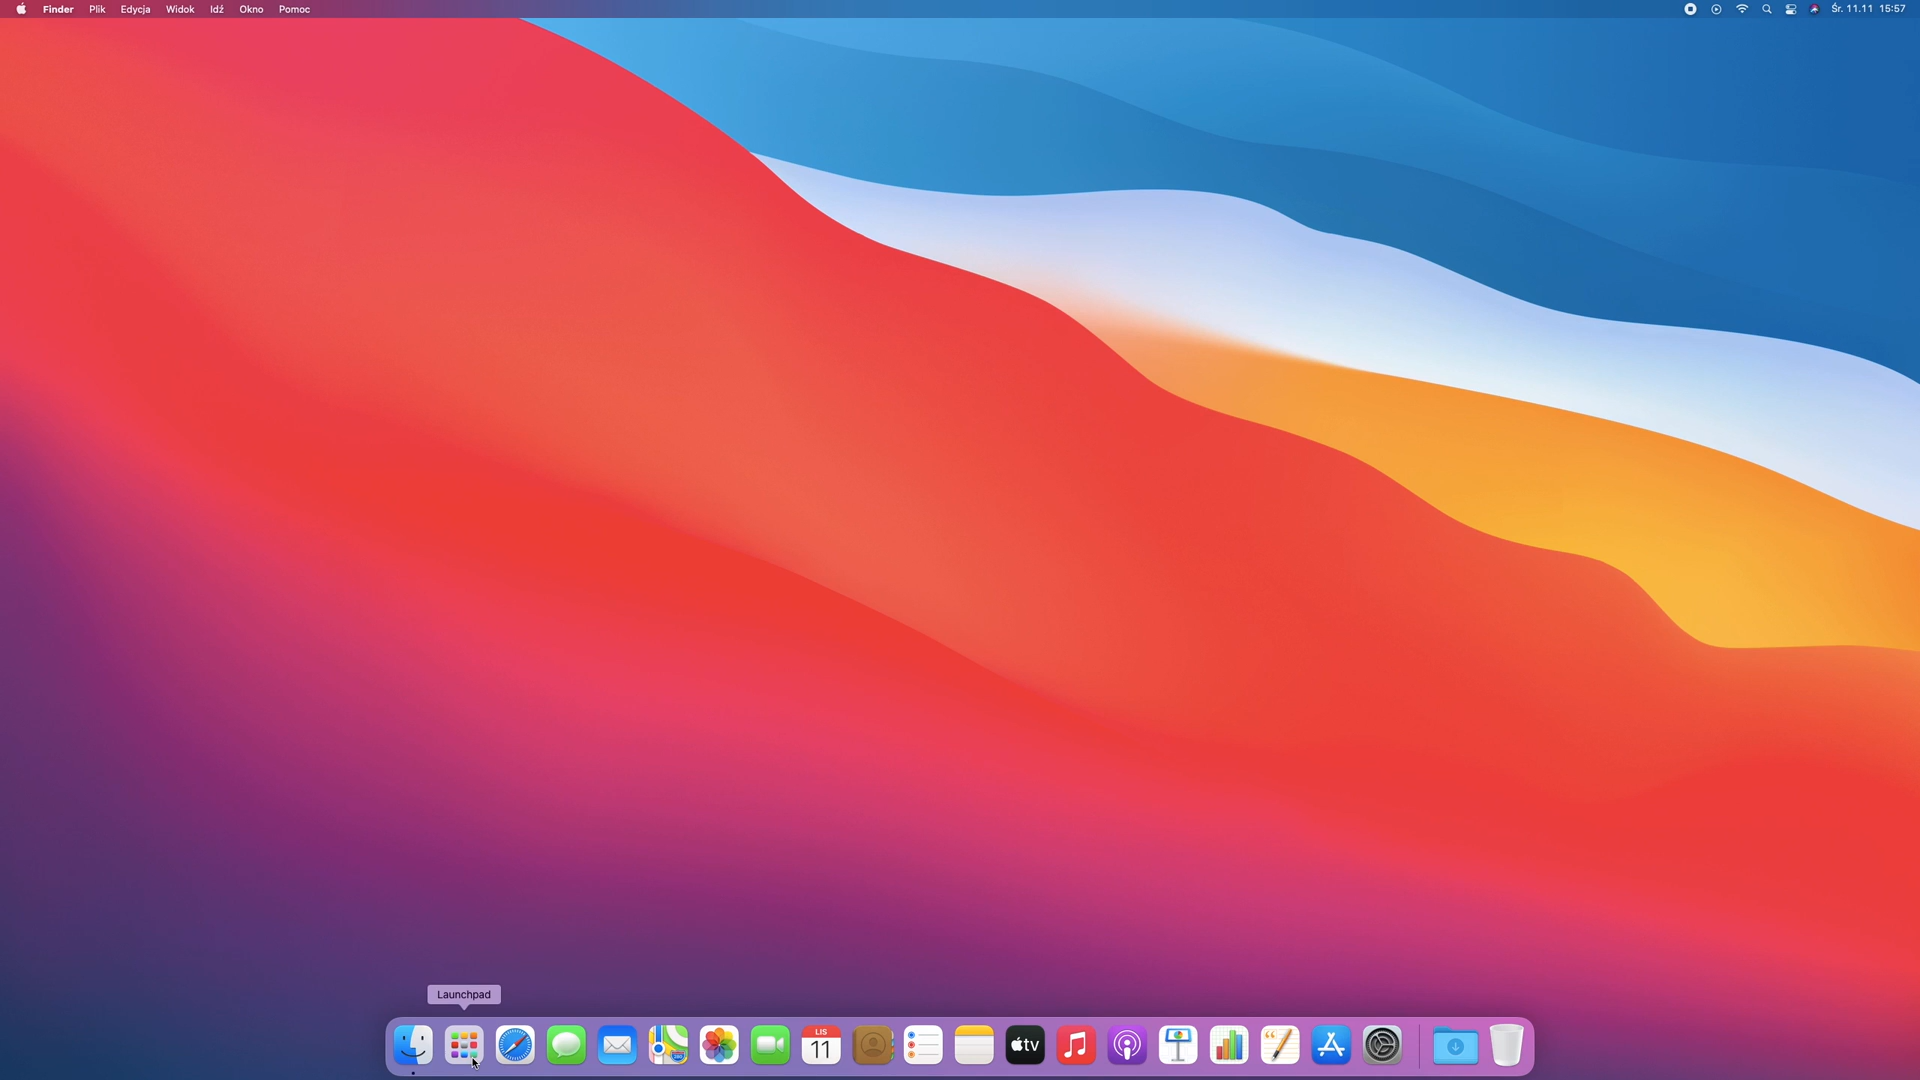 Finder Plik Edycja Widok Idź Okno Pomoc
Śr. 11.11 15:57
Launchpad
LIS
11
tv